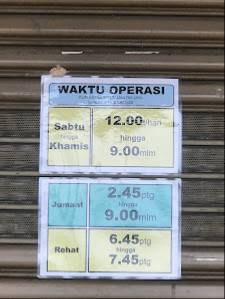 WAKTU OPERASI
Sabtu
hingga
Khamis
12.00
hingga
9.00mlm
Jumaat
2.45ptg
hingga
9.00mlm
Rehat
6.45ptg
hingga
7.45ptg